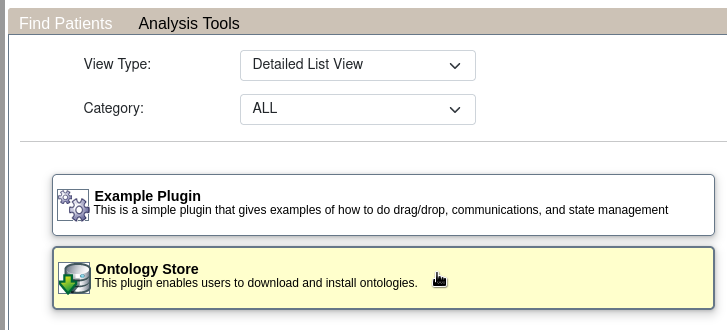 Find Patients Analysis Tools
View Type: Detailed List View
Category: ALL
Example Plugin
This is a simple plugin that gives examples of how to do drag/drop, communications, and state management
Ontology Store
This plugin enables users to download and install ontologies.